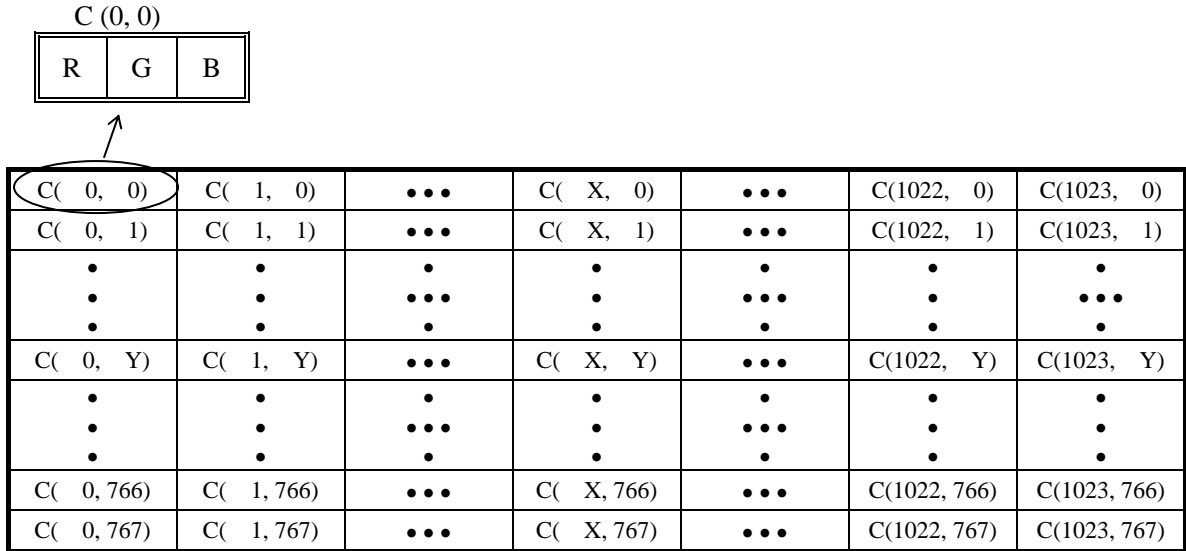 C (0, 0)
R G B
C( 0, 0) C( 1, 0) ••• C( X, 0) ••• C(1022, 0) C(1023, 0)
C( 0, 1) C( 1, 1) ••• C( X, 1) ••• C(1022, 1) C(1023, 1)
• • • • • • •
• • ••• • ••• • •••
• • • • • • •
C( 0, Y) C( 1, Y) ••• C( X, Y) ••• C(1022, Y) C(1023, Y)
• • • • • • •
• • ••• • ••• • •
• • • • • • •
C( 0, 766) C( 1, 766) ••• C( X, 766) ••• C(1022, 766) C(1023, 766)
C( 0, 767) C( 1, 767) ••• C( X, 767) ••• C(1022, 767) C(1023, 767)